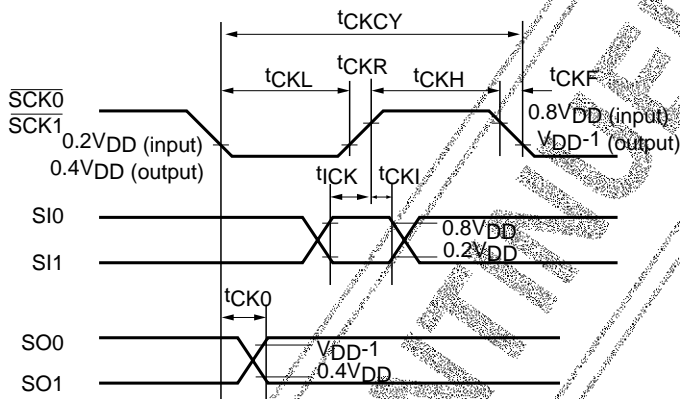 tCKCY
tCKR
tCKL
tCKH
tCKF
SCK0
SCK1
0.8VDD (input)
VDD-1 (output)
0.2VDD (input)
0.4VDD (output)
tICK
tCKI
SI0
SI1
0.8VDD
0.2VDD
tCK0
SO0
SO1
VDD-1
0.4VDD